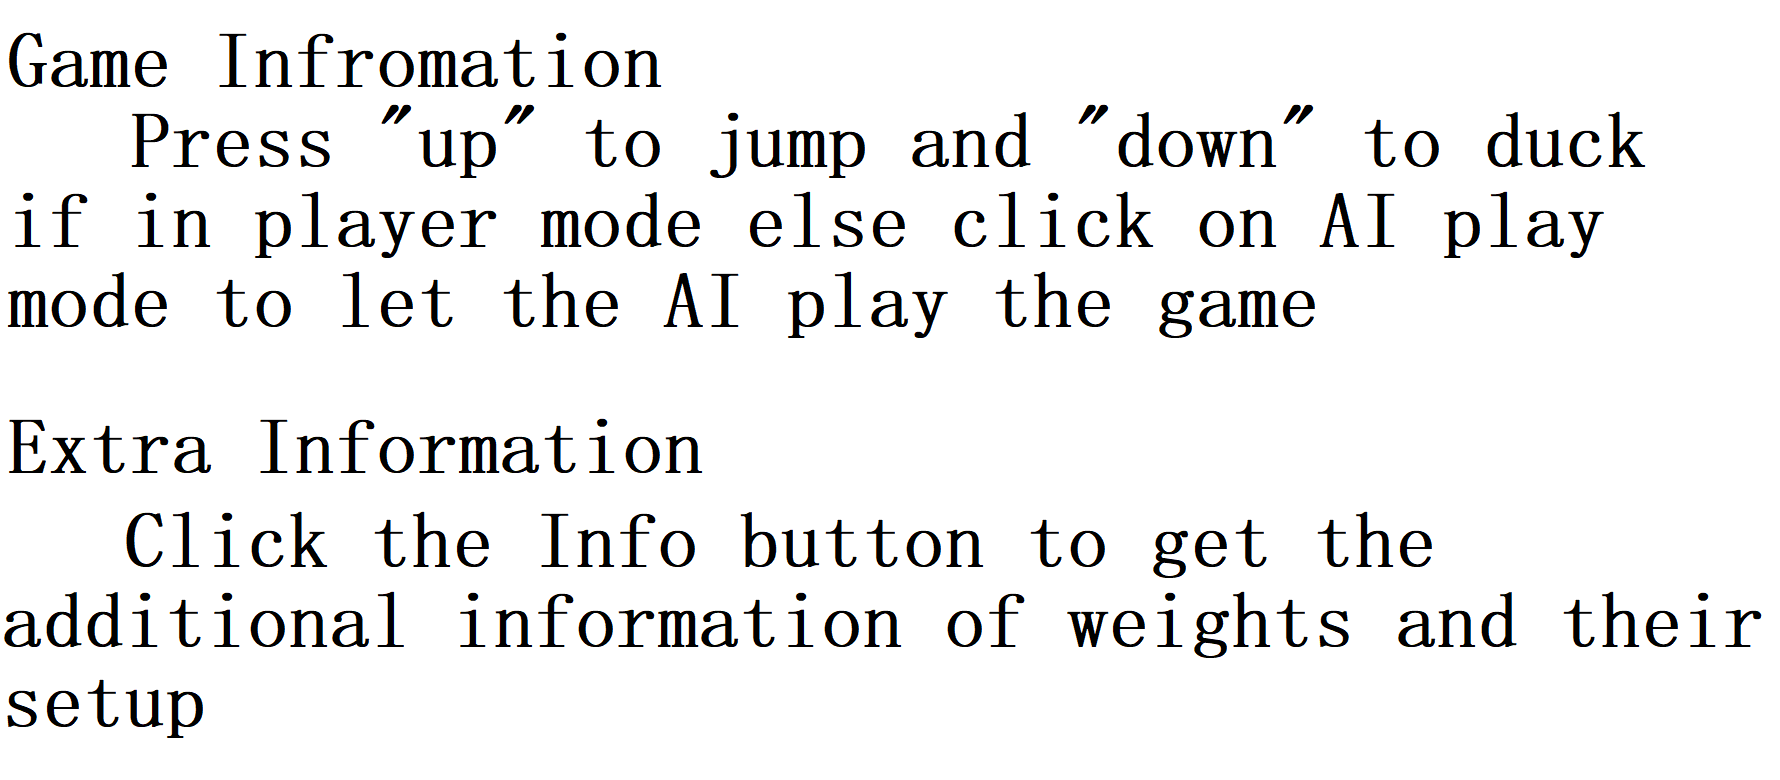 Game Infromation
Press "up" to jump and "down" to duck
if in player mode else click on AI play
mode to let the AI play the game
Extra Information
Click the Info button to get the
additional information of weights and their
setup